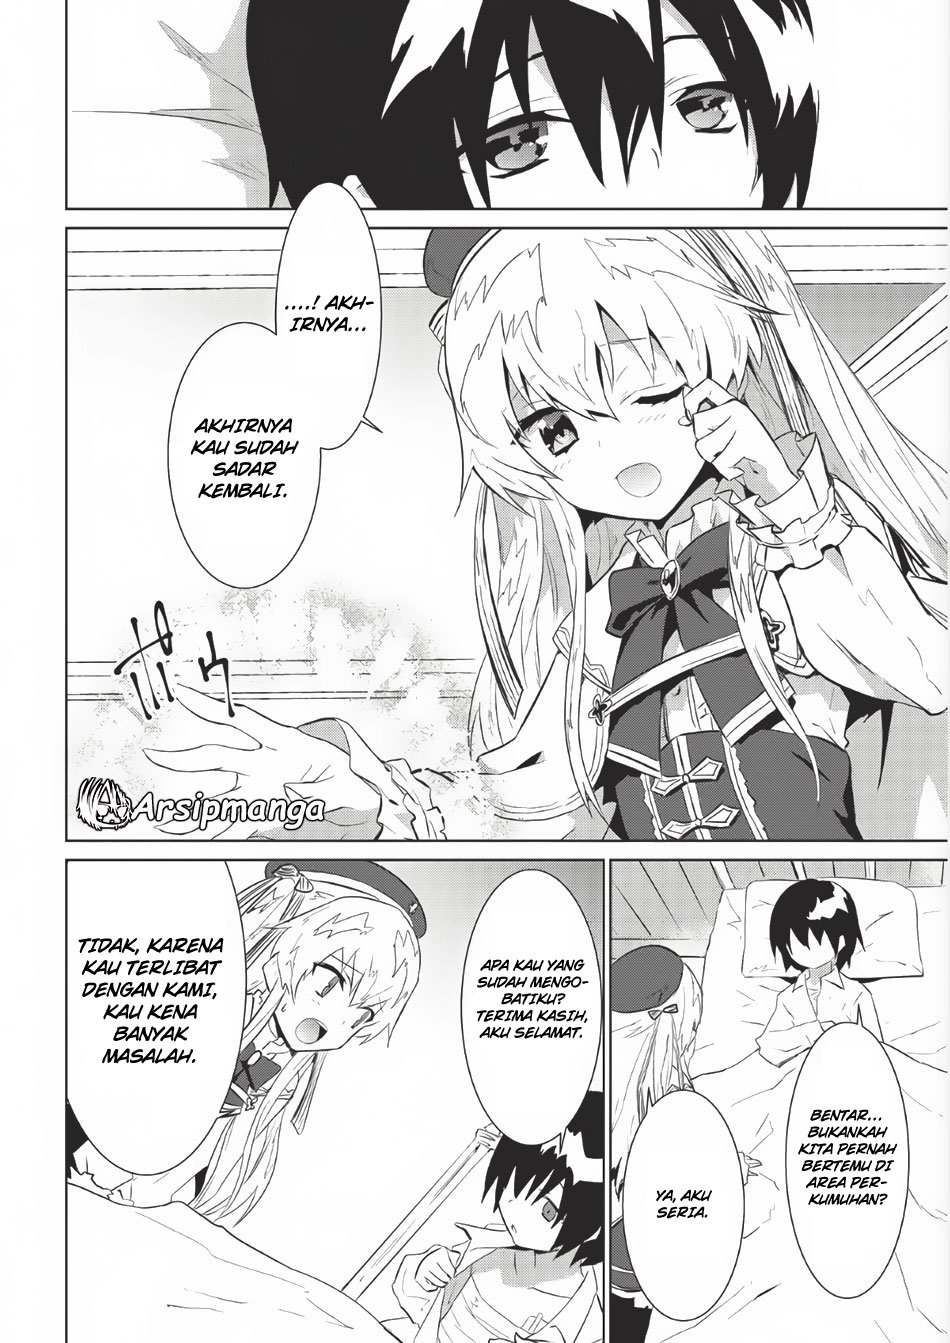 ....! AKH-
IRNYA...
AKHIRNYA
KAU SUDAH
SADAR
KEMBALI.
ポウ
Arsipmanga
BENTAR...
BUKANKAH
KITA PERNAH
BERTEMU DI
AREA PER-
KUMUHAN?
YA, AKU
SERIA.
APA KAU YANG
SUDAH MENGO-
BATIKU?
TERIMA KASIH,
AKU SELAMAT.
TIDAK, KARENA
KAU TERLIBAT
DENGAN KAMI,
KAU KENA
BANYAK
MASALAH.